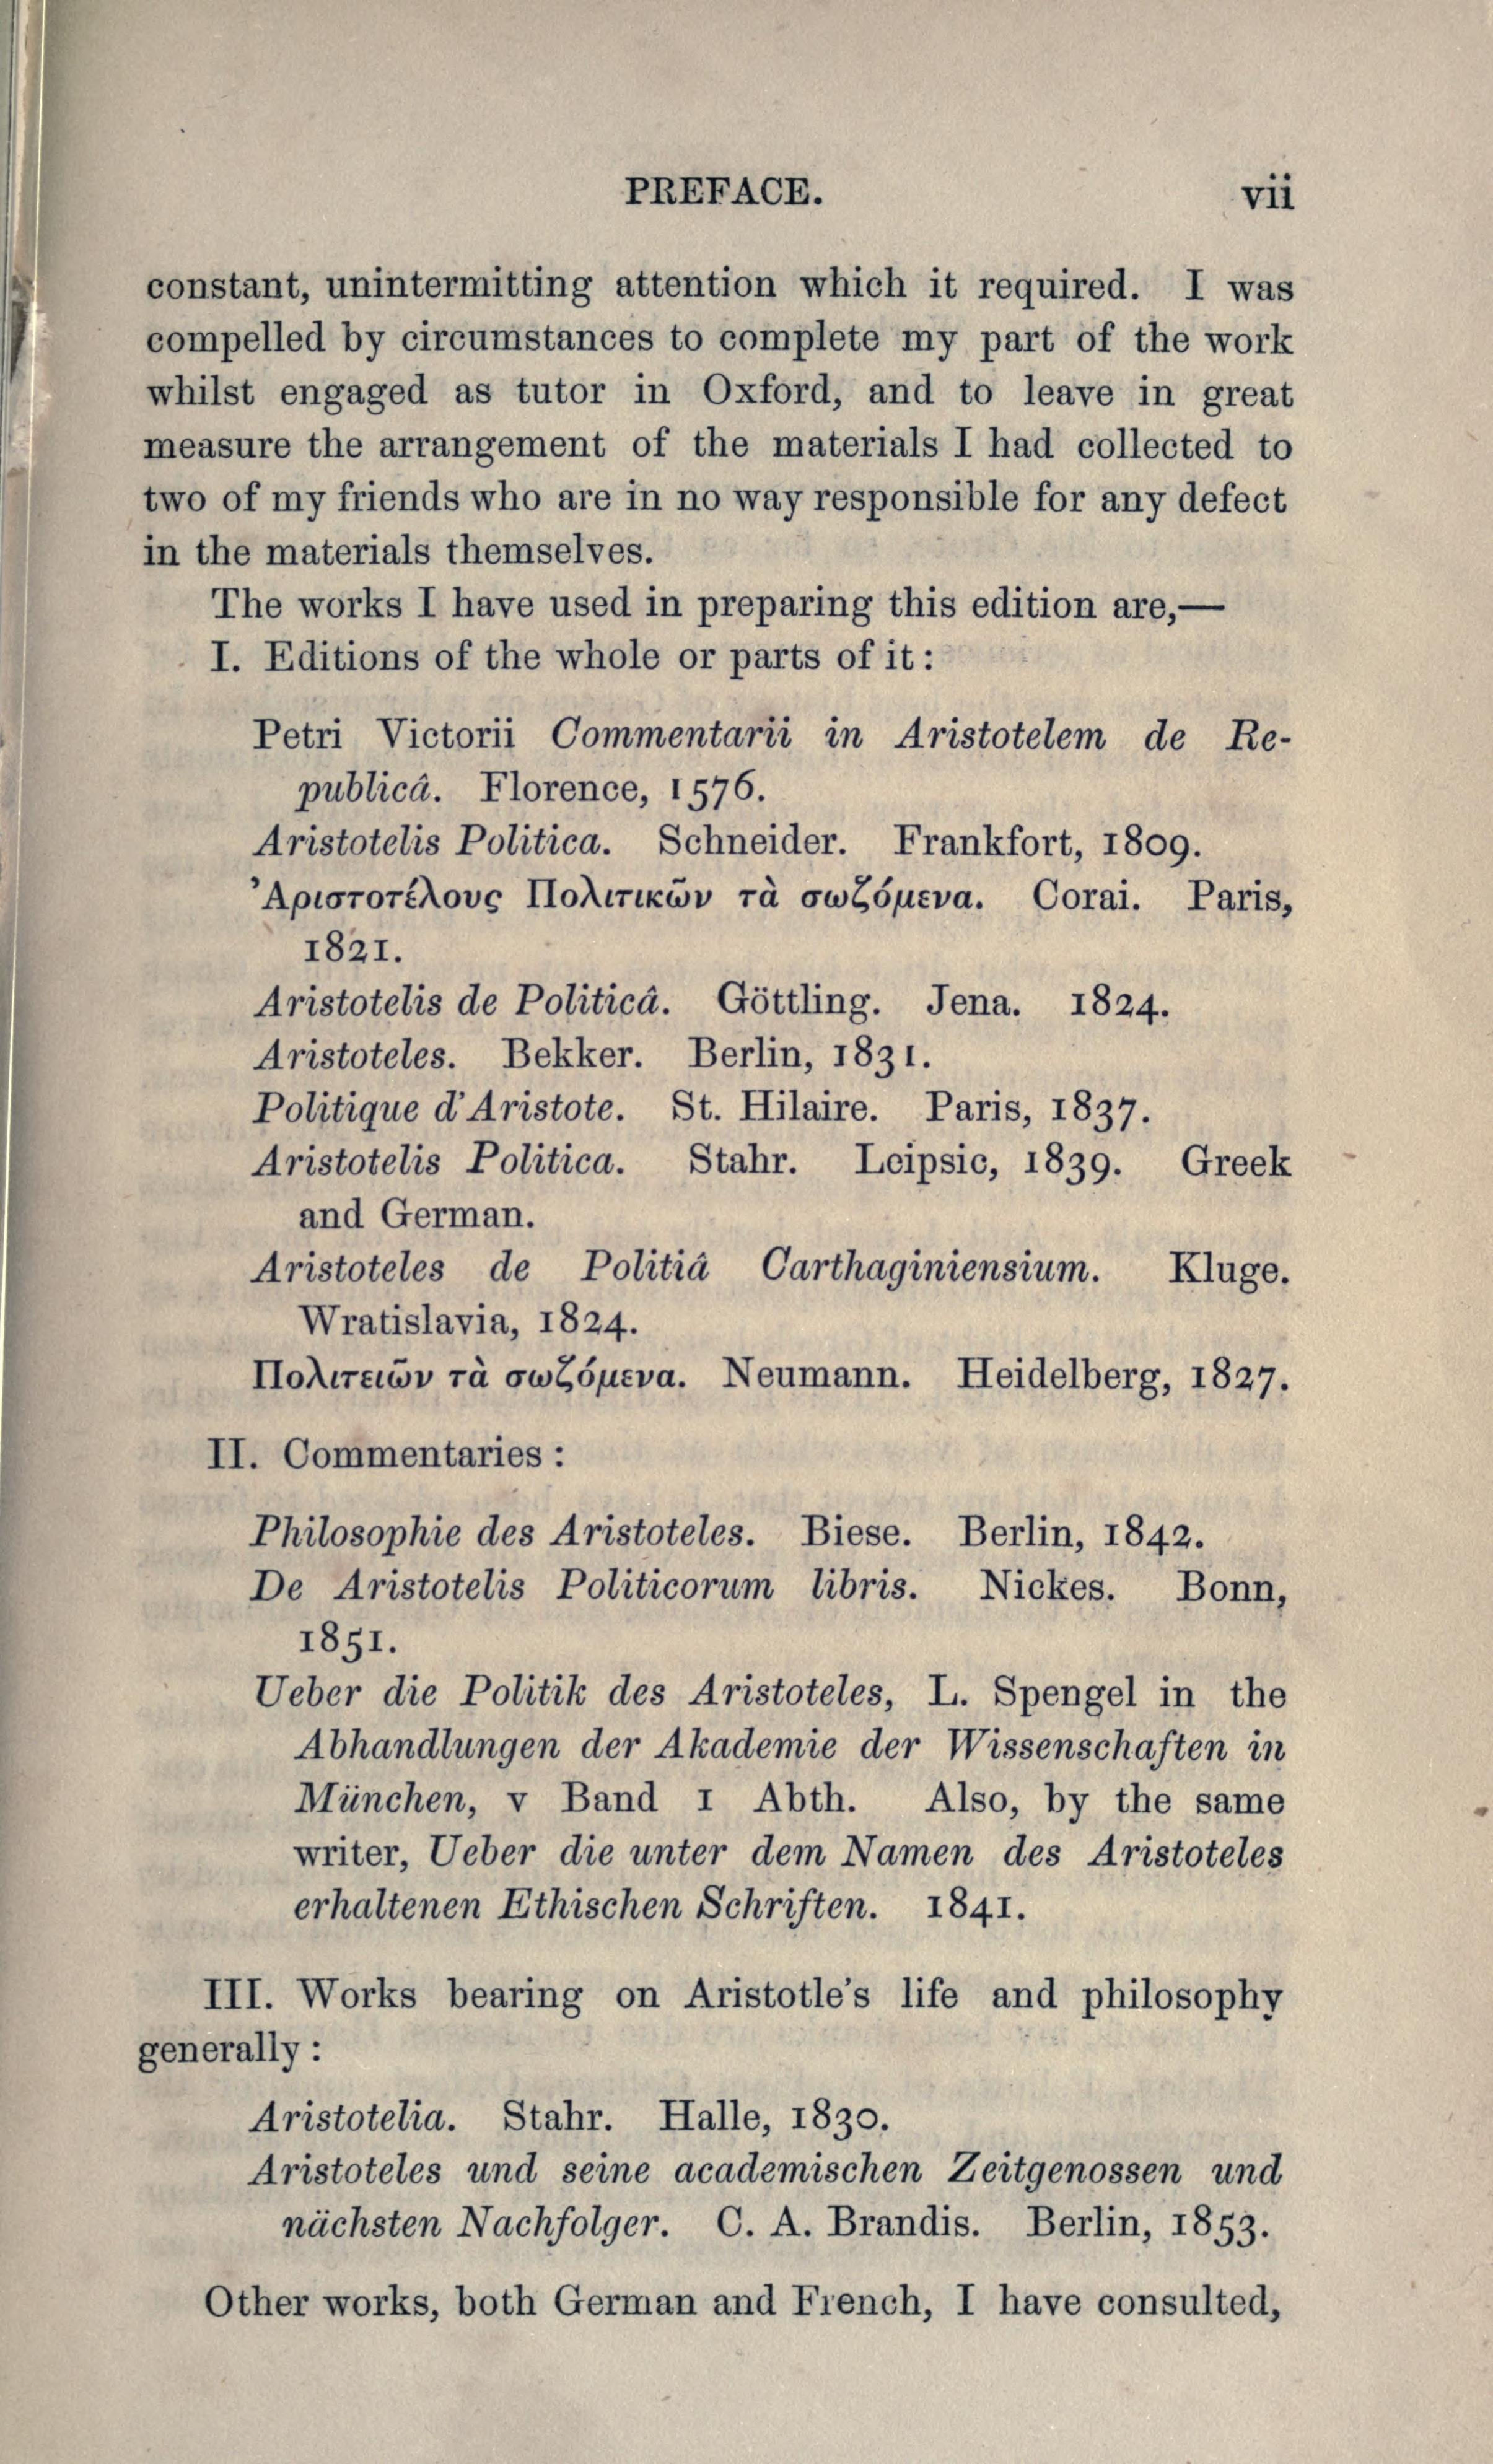 PREFACE. vii
constant, unintermitting attention which it required. I was
compelled by circumstances to complete my part of the work
whilst engaged as tutor in Oxford, and to leave in great
measure the arrangement of the materials I had collected to
two of my friends who are in no way responsible for any defect
in the materials themselves.
The works I have used in preparing this edition are,—
I. Editions of the whole or parts of it:
Petri Victorii Commentarii in Aristotelem de Re-
publicâ. Florence, 1576.
Aristotelis Politica. Schneider. Frankfort, 1809.
Ἀριστοτέλους Πολιτικῶν τὰ σωζόμενα. Corai. Paris,
1821.
Aristotelis de Politicâ. Göttling. Jena. 1824.
Aristoteles. Bekker. Berlin, 1831.
Politique d'Aristote. St. Hilaire. Paris, 1837.
Aristotelis Politica. Stahr. Leipsic, 1839. Greek
and German.
Aristoteles de Politiâ Carthaginiensium. Kluge.
Wratislavia, 1824.
Πολιτειῶν τὰ σωζόμενα. Neumann. Heidelberg, 1827.
II. Commentaries:
Philosophie des Aristoteles. Biese. Berlin, 1842.
De Aristotelis Politicorum libris. Nickes. Bonn,
1851.
Ueber die Politik des Aristoteles, L. Spengel in the
Abhandlungen der Akademie der Wissenschaften in
München, v Band I Abth. Also, by the same
writer, Ueber die unter dem Namen des Aristoteles
erhaltenen Ethischen Schriften. 1841.
III. Works bearing on Aristotle's life and philosophy
generally:
Aristotelia. Stahr. Halle, 1830.
Aristoteles und seine academischen Zeitgenossen und
nächsten Nachfolger. C. A. Brandis. Berlin, 1853.
Other works, both German and French, I have consulted,